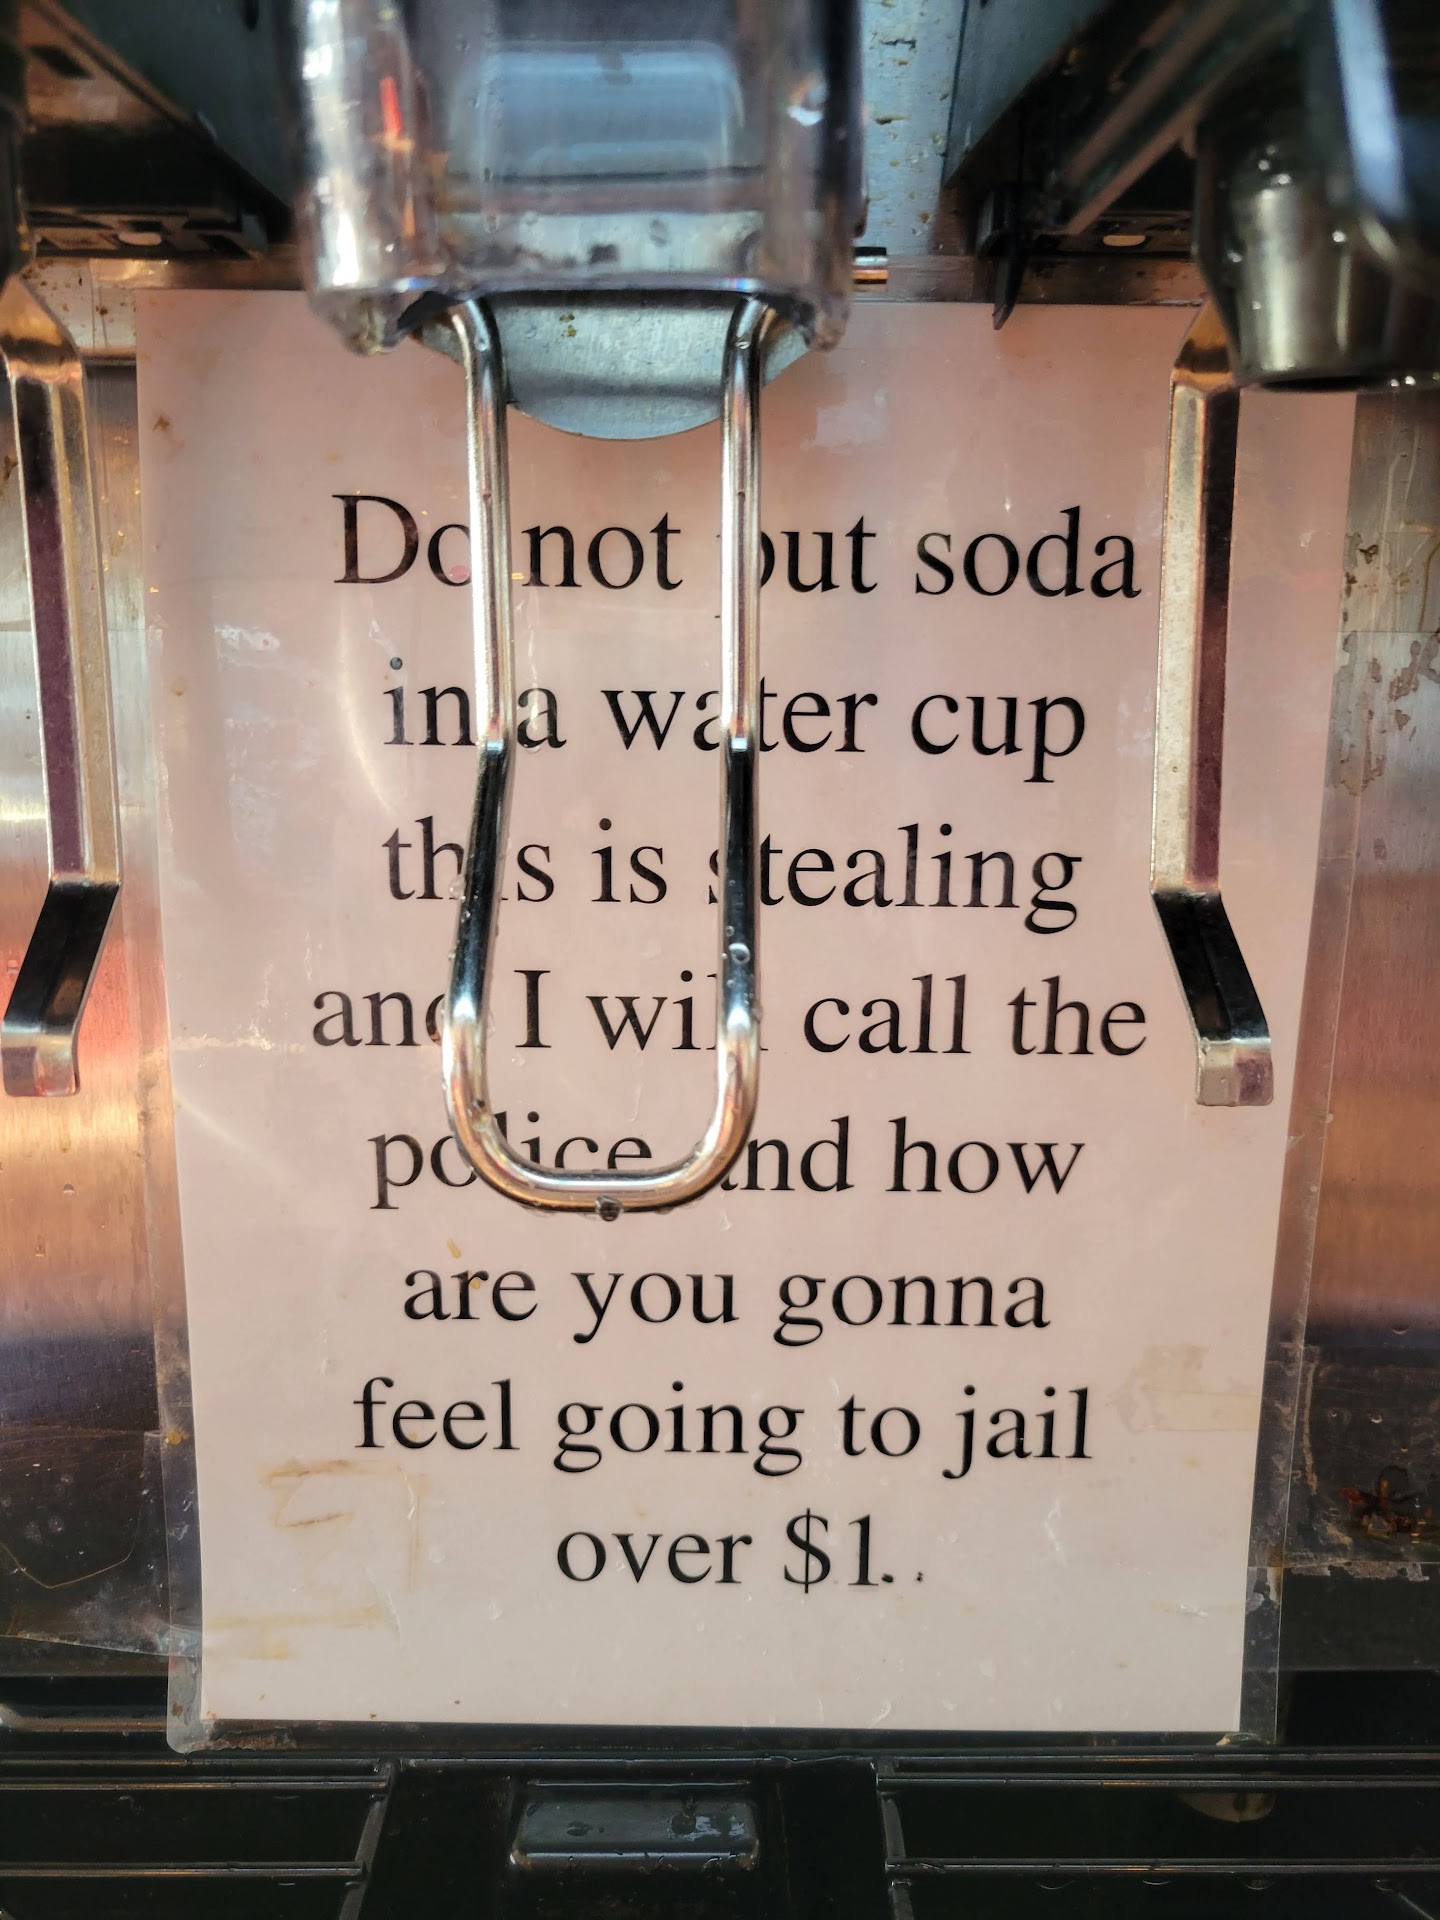 Do not put soda
in a water cup
this is stealing
and I will call the
police and how
are you gonna
feel going to jail
over $1..